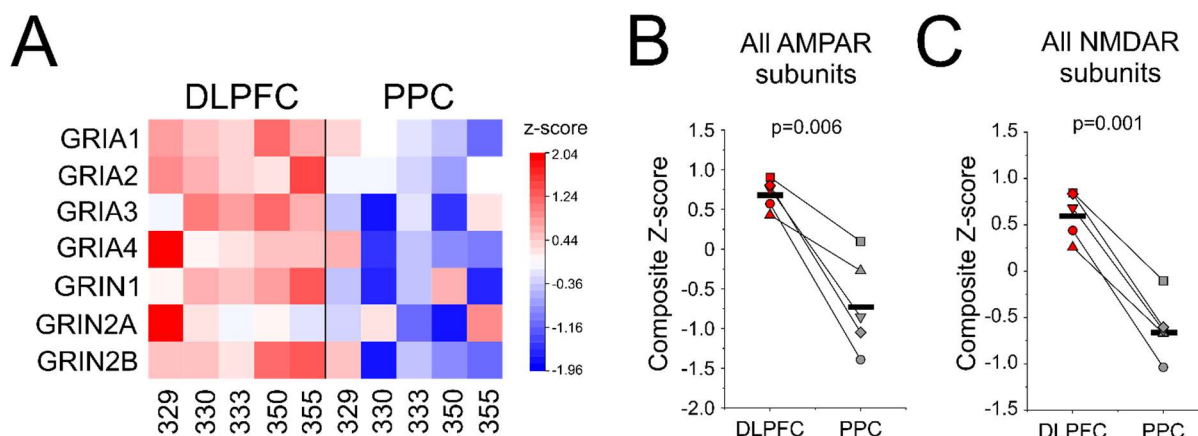 A
DLPFC PPC
GRIA1
GRIA2
GRIA3
GRIA4
GRIN1
GRIN2A
GRIN2B
329 330 333 350 355 329 330 333 350 355
z-score
2.04
1.24
0.44
-0.36
-1.16
-1.96
B
All AMPAR
subunits
p=0.006
Composite Z-score
1.5
1.0
0.5
0
-0.5
-1.0
-1.5
-2.0
DLPFC PPC
C
All NMDAR
subunits
p=0.001
Composite Z-score
1.5
1.0
0.5
0
-0.5
-1.0
-1.5
DLPFC PPC